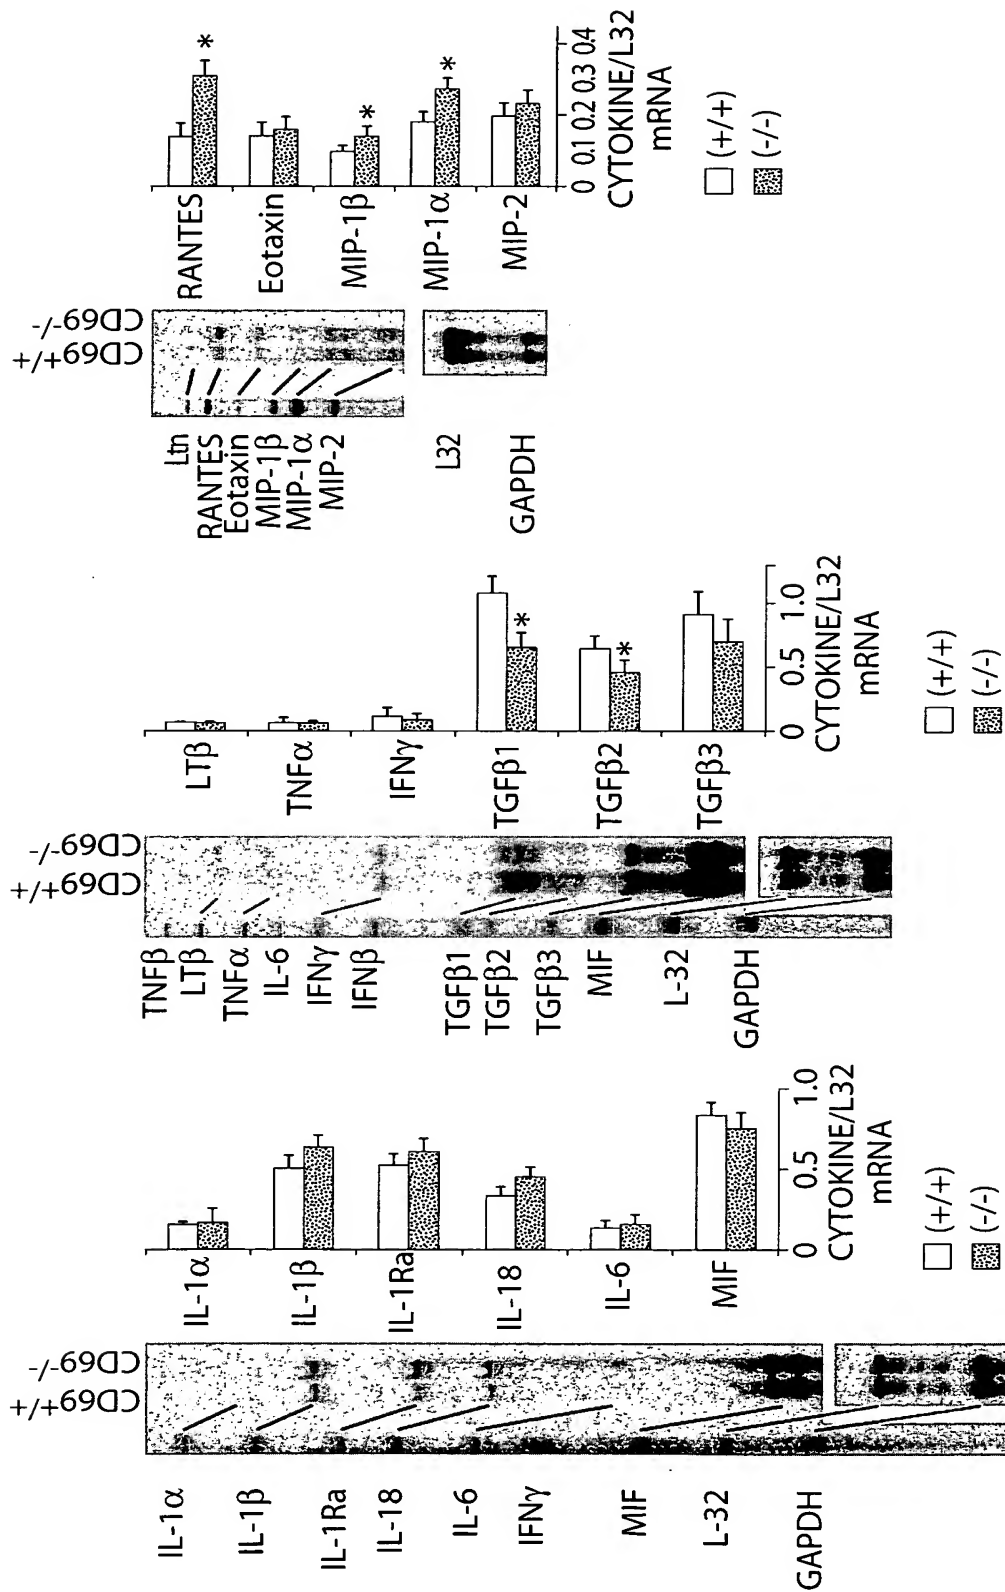 CD69+/+
CD69-/-
Ltn
RANTES
Eotaxin
MIP-1β
MIP-1α
MIP-2
L32
GAPDH
RANTES
*
Eotaxin
MIP-1β
*
MIP-1α
*
MIP-2
0 0.1 0.2 0.3 0.4
CYTOKINE/L32
mRNA
(+/+)
(-/-)
CD69+/+
CD69-/-
TNFβ
LTβ
TNFα
IL-6
IFNγ
IFNβ
TGFβ1
TGFβ2
TGFβ3
MIF
L-32
GAPDH
LTβ
TNFα
IFNγ
TGFβ1
*
TGFβ2
*
TGFβ3
0 0.5 1.0
CYTOKINE/L32
mRNA
(+/+)
(-/-)
CD69+/+
CD69-/-
IL-1α
IL-1β
IL-1Ra
IL-18
IL-6
IFNγ
MIF
L-32
GAPDH
IL-1α
IL-1β
IL-1Ra
IL-18
IL-6
MIF
0 0.5 1.0
CYTOKINE/L32
mRNA
(+/+)
(-/-)